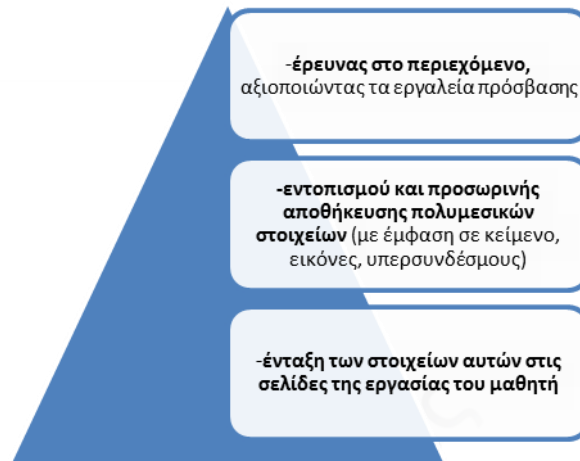 -έρευνας στο περιεχόμενο,
αξιοποιώντας τα εργαλεία πρόσβασης
-εντοπισμού και προσωρινής
αποθήκευσης πολυμεσικών
στοιχείων (με έμφαση σε κείμενο,
εικόνες, υπερσυνδέσμους)
-ένταξη των στοιχείων αυτών στις
σελίδες της εργασίας του μαθητή